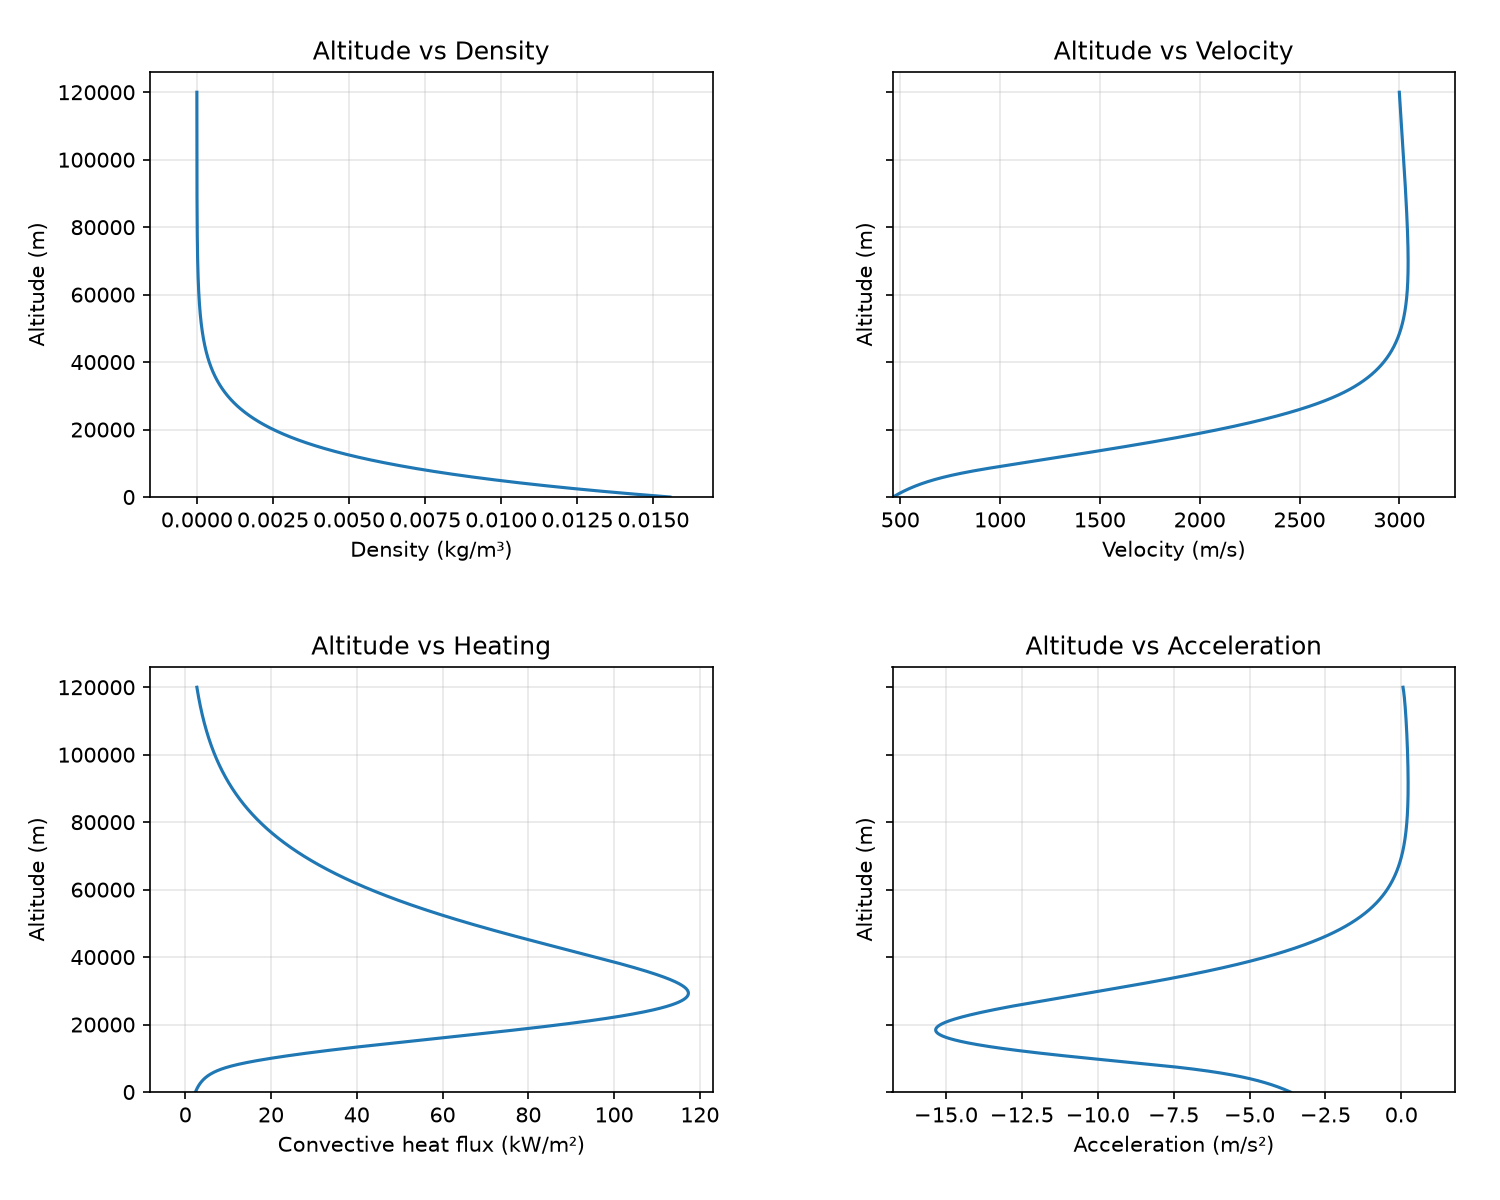 Altitude vs Density
Altitude (m)
120000
100000
80000
60000
40000
20000
0
0.0000 0.0025 0.0050 0.0075 0.0100 0.0125 0.0150
Density (kg/m³)
Altitude vs Velocity
Altitude (m)
500 1000 1500 2000 2500 3000
Velocity (m/s)
Altitude vs Heating
Altitude (m)
120000
100000
80000
60000
40000
20000
0
0 20 40 60 80 100 120
Convective heat flux (kW/m²)
Altitude vs Acceleration
Altitude (m)
−15.0 −12.5 −10.0 −7.5 −5.0 −2.5 0.0
Acceleration (m/s²)